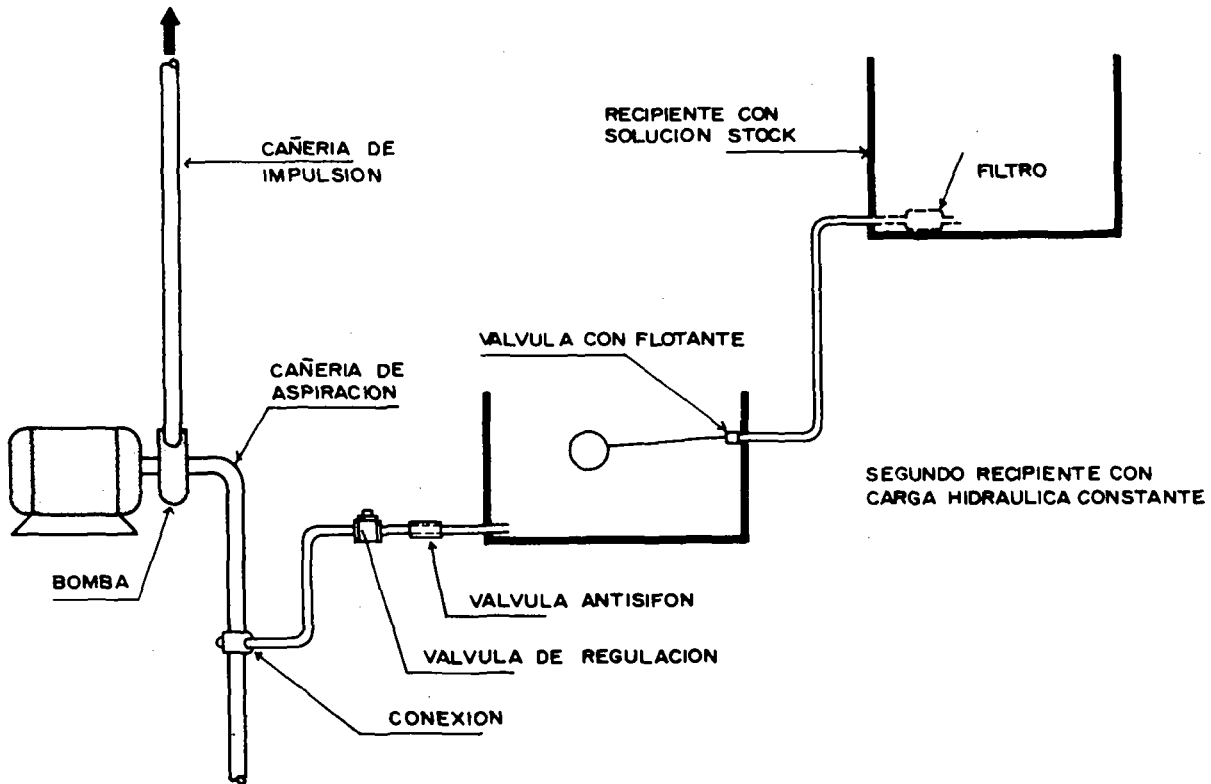 RECIPIENTE CON
SOLUCION STOCK
CAÑERIA DE
IMPULSION
FILTRO
VALVULA CON FLOTANTE
CAÑERIA DE
ASPIRACION
SEGUNDO RECIPIENTE CON
CARGA HIDRAULICA CONSTANTE
BOMBA
VALVULA ANTISIFON
VALVULA DE REGULACION
CONEXION